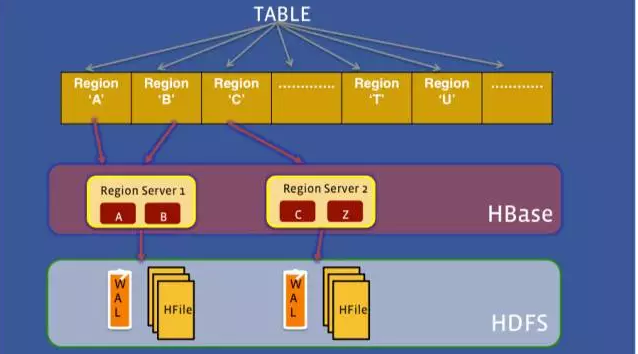 TABLE
Region 'A'
Region 'B'
Region 'C'
.............
Region 'T'
Region 'U'
............
Region Server 1
A B
Region Server 2
C Z
HBase
WAL
HFile
WAL
HFile
HDFS